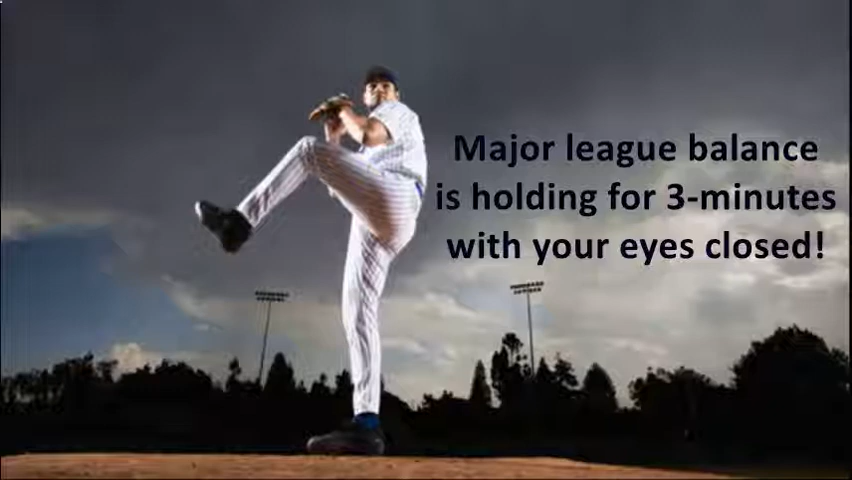 Major league balance
is holding for 3-minutes
with your eyes closed!